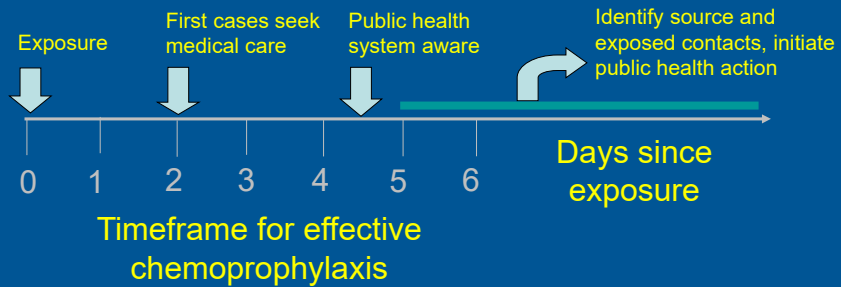 Exposure
First cases seek
medical care
Public health
system aware
Identify source and
exposed contacts, initiate
public health action
0 1 2 3 4 5 6
Days since
exposure
Timeframe for effective
chemoprophylaxis